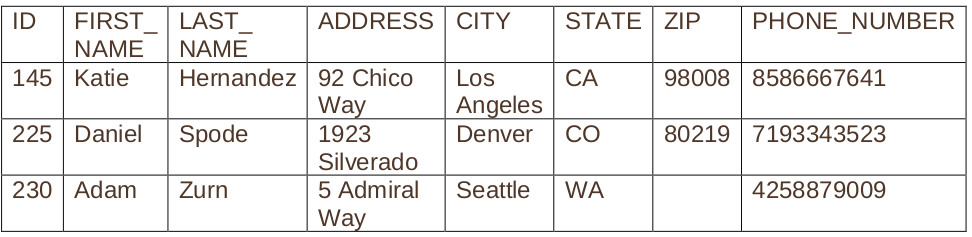 ID FIRST_ LAST_ ADDRESS CITY STATE ZIP PHONE_NUMBER
NAME NAME
145 Katie Hernandez 92 Chico Los CA 98008 8586667641
Way Angeles
225 Daniel Spode 1923 Denver CO 80219 7193343523
Silverado
230 Adam Zurn 5 Admiral Seattle WA 4258879009
Way